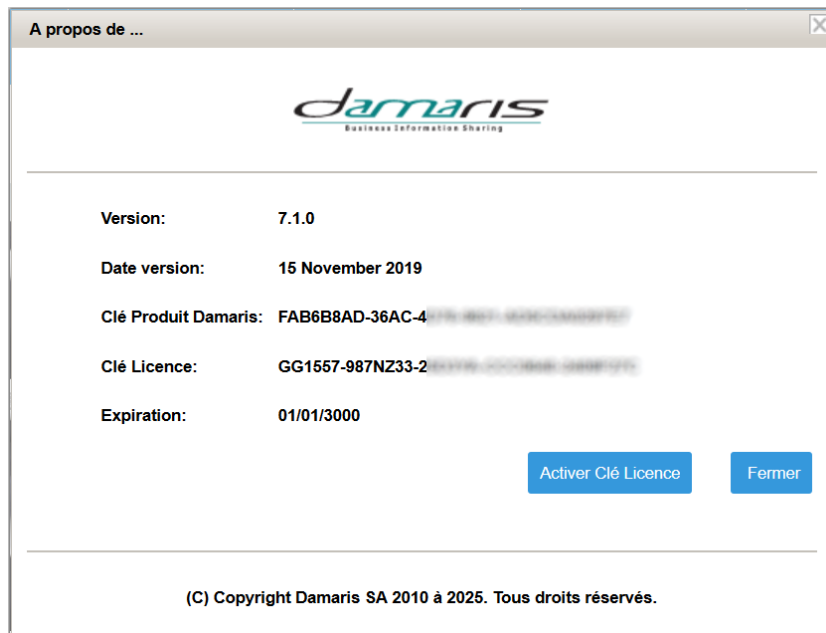 A propos de ...
damaris
Business Information Sharing
Version: 7.1.0
Date version: 15 November 2019
Clé Produit Damaris: FAB6B8AD-36AC-4
Clé Licence: GG1557-987NZ33-2
Expiration: 01/01/3000
Activer Clé Licence Fermer
(C) Copyright Damaris SA 2010 à 2025. Tous droits réservés.